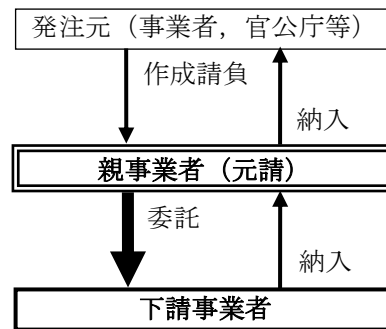 発注元（事業者，官公庁等）
作成請負
納入
親事業者（元請）
委託
納入
下請事業者